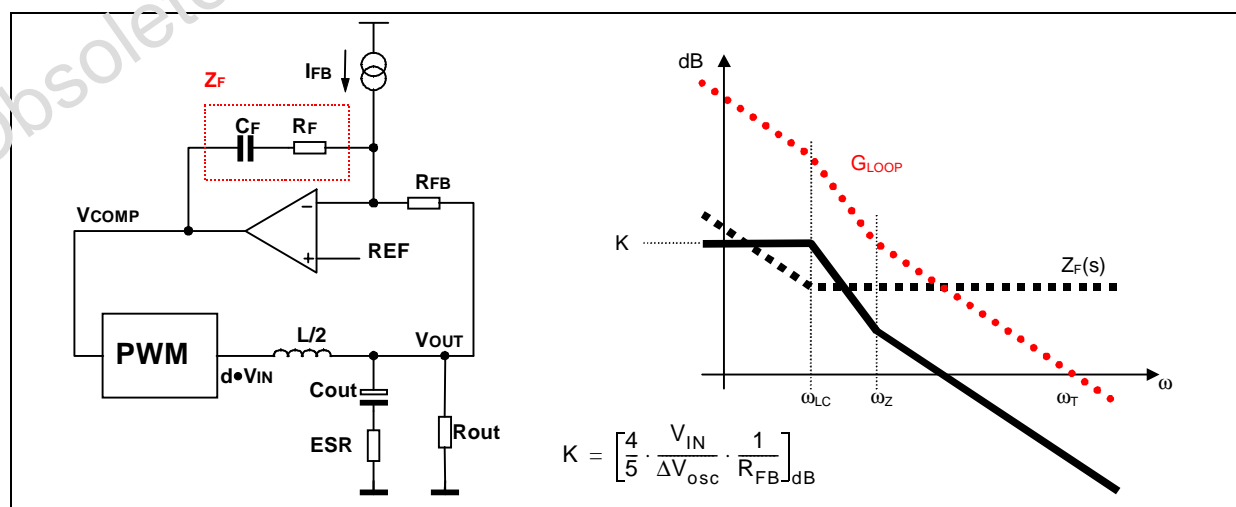 obsolete
ZF
IFB
CF
RF
RFB
VCOMP
REF
PWM
d•VIN
L/2
VOUT
Cout
ESR
Rout
dB
GLOOP
K
ZF(s)
ωLC
ωZ
ωT
ω
K = [4/5 · VIN/ΔVosc · 1/RFB]dB